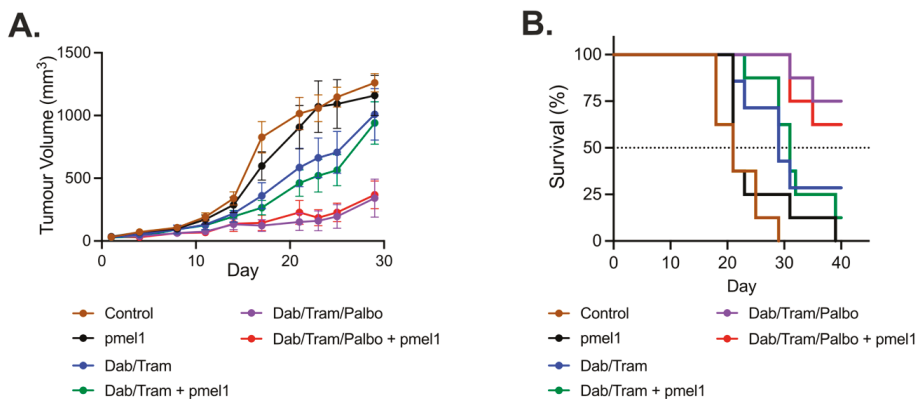 A.
Tumour Volume (mm³)
1500
1000
500
0
0
10
20
30
Day
Control
pmel1
Dab/Tram
Dab/Tram + pmel1
Dab/Tram/Palbo
Dab/Tram/Palbo + pmel1
B.
Survival (%)
100
75
50
25
0
0
10
20
30
40
Day
Control
pmel1
Dab/Tram
Dab/Tram + pmel1
Dab/Tram/Palbo
Dab/Tram/Palbo + pmel1